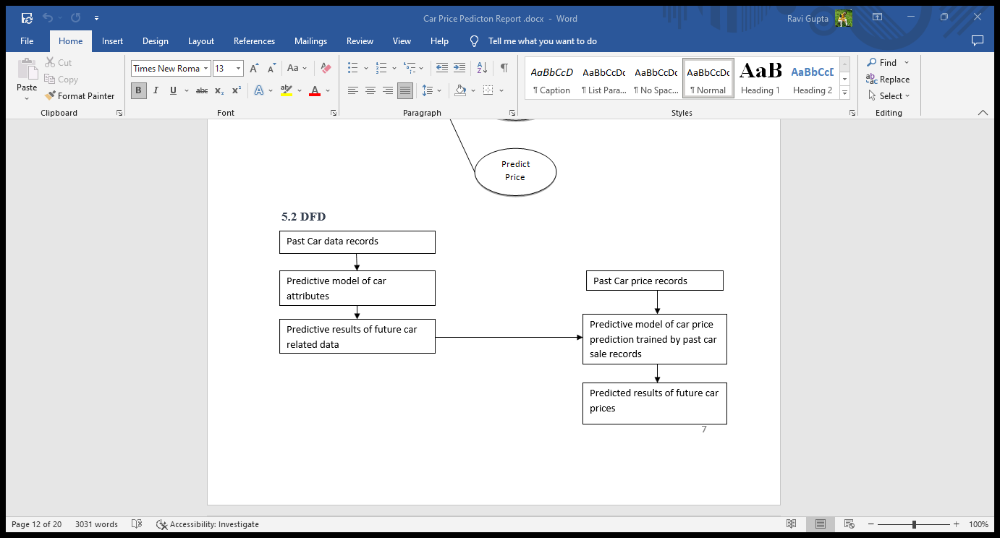 Car Price Pedicton Report .docx - Word
Ravi Gupta
File Home Insert Design Layout References Mailings Review View Help Tell me what you want to do
Paste
Cut
Copy
Format Painter
Clipboard
Times New Roma 13
Aa
B I U abc X₂ X² A ab A
Font
Paragraph
AaBbCcD AaBbCcDc AaBbCcDc AaBbCcDc AaB AaBbCcD
¶ Caption ¶ List Para... ¶ No Spac... ¶ Normal Heading 1 Heading 2
Styles
Find
Replace
Select
Editing
Predict
Price
5.2 DFD
Past Car data records
Predictive model of car
attributes
Predictive results of future car
related data
Past Car price records
Predictive model of car price
prediction trained by past car
sale records
Predicted results of future car
prices
7
Page 12 of 20 3031 words Accessibility: Investigate 100%